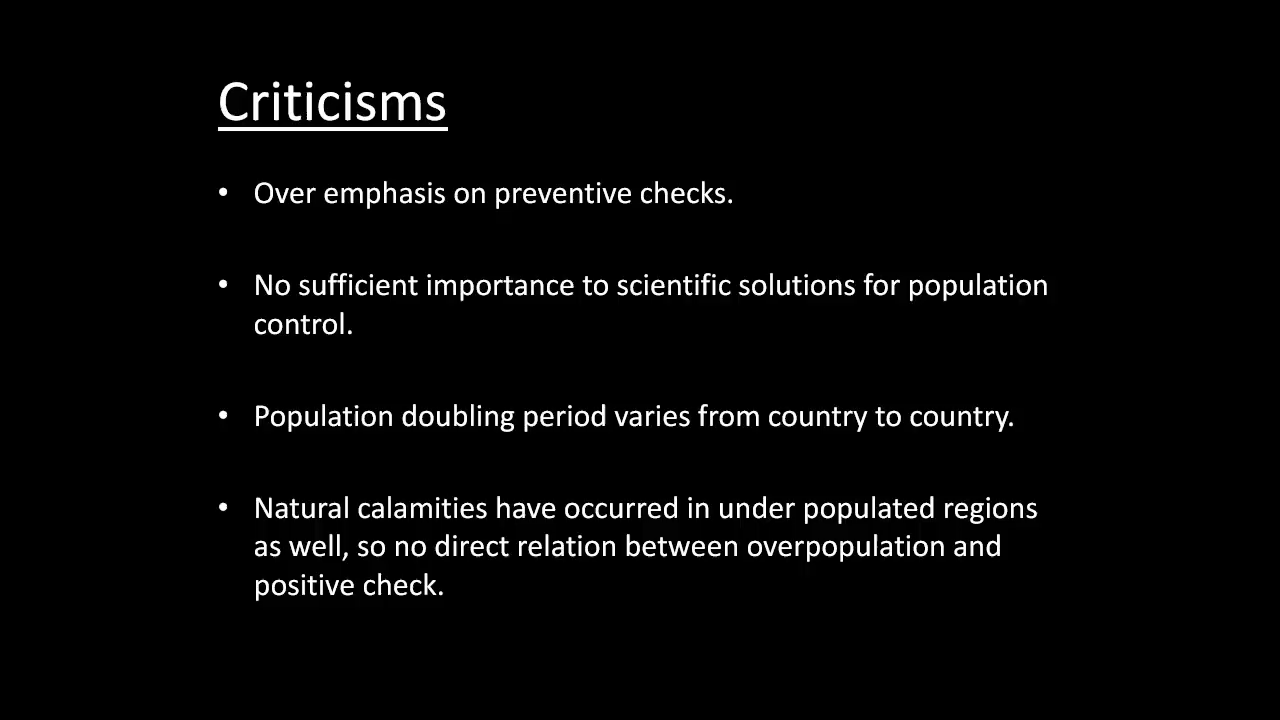 Criticisms
• Over emphasis on preventive checks.
• No sufficient importance to scientific solutions for population
control.
• Population doubling period varies from country to country.
• Natural calamities have occurred in under populated regions
as well, so no direct relation between overpopulation and
positive check.